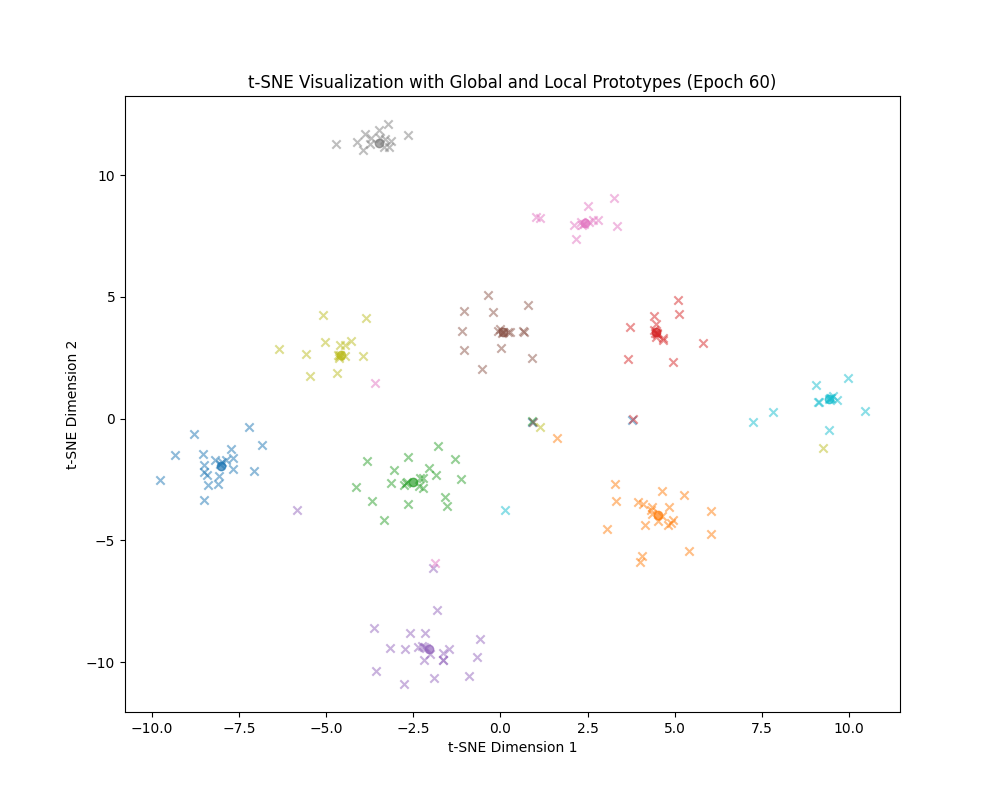 t-SNE Visualization with Global and Local Prototypes (Epoch 60)
t-SNE Dimension 2
10
5
0
−5
−10
−10.0 −7.5 −5.0 −2.5 0.0 2.5 5.0 7.5 10.0
t-SNE Dimension 1